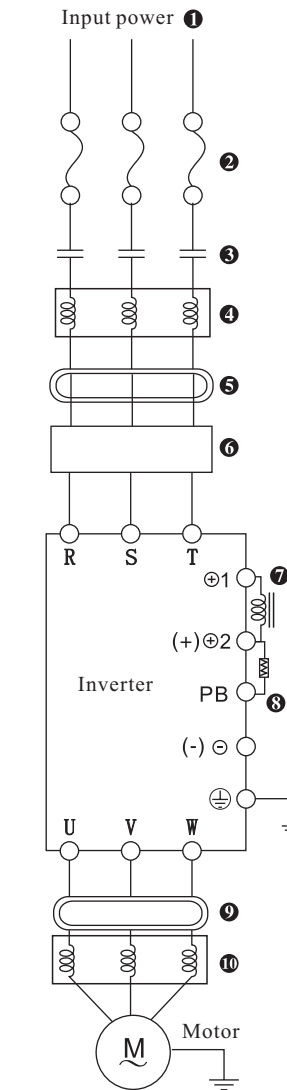 Input power ❶
❷
❸
❹
❺
❻
R S T
❼
⊕1
(+)⊕2
Inverter
PB
❽
(-) ⊖
U V W
❾
❿
Motor
M
~